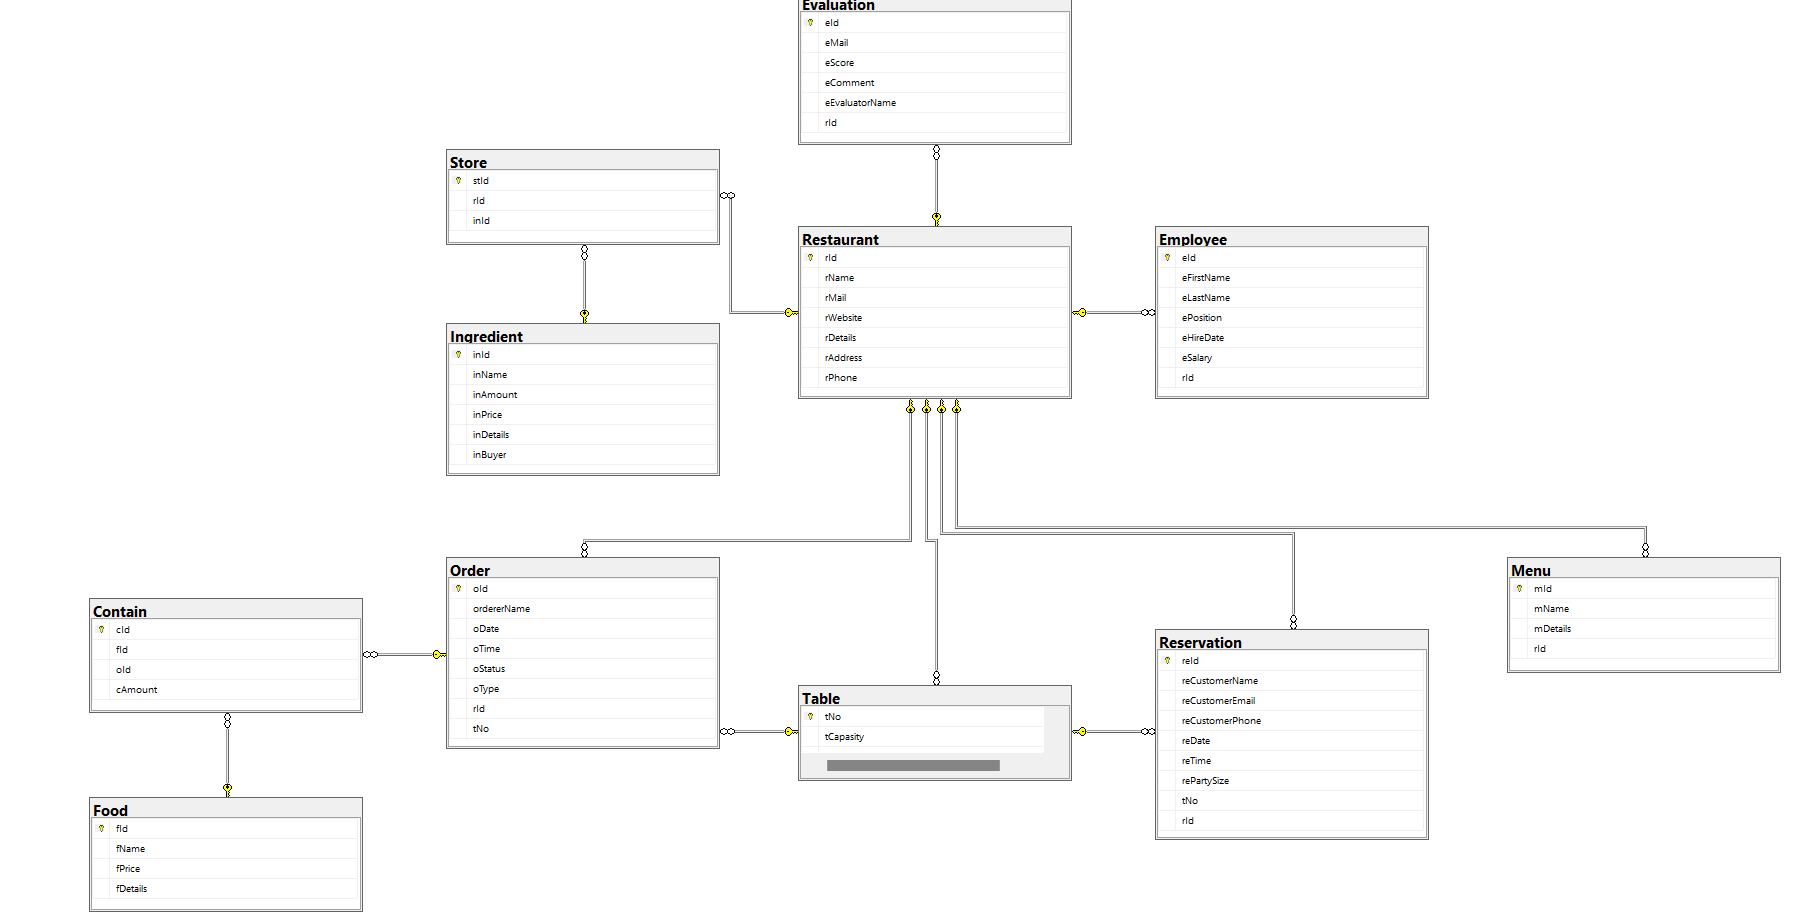 Evaluation
eId
eMail
eScore
eComment
eEvaluatorName
rId
Store
stId
rId
inId
Restaurant
rId
rName
rMail
rWebsite
rDetails
rAddress
rPhone
Employee
eId
eFirstName
eLastName
ePosition
eHireDate
eSalary
rId
Ingredient
inId
inName
inAmount
inPrice
inDetails
inBuyer
Order
oId
ordererName
oDate
oTime
oStatus
oType
rId
tNo
Menu
mId
mName
mDetails
rId
Contain
cId
fId
oId
cAmount
Reservation
reId
reCustomerName
reCustomerEmail
reCustomerPhone
reDate
reTime
rePartySize
tNo
rId
Table
tNo
tCapasity
Food
fId
fName
fPrice
fDetails